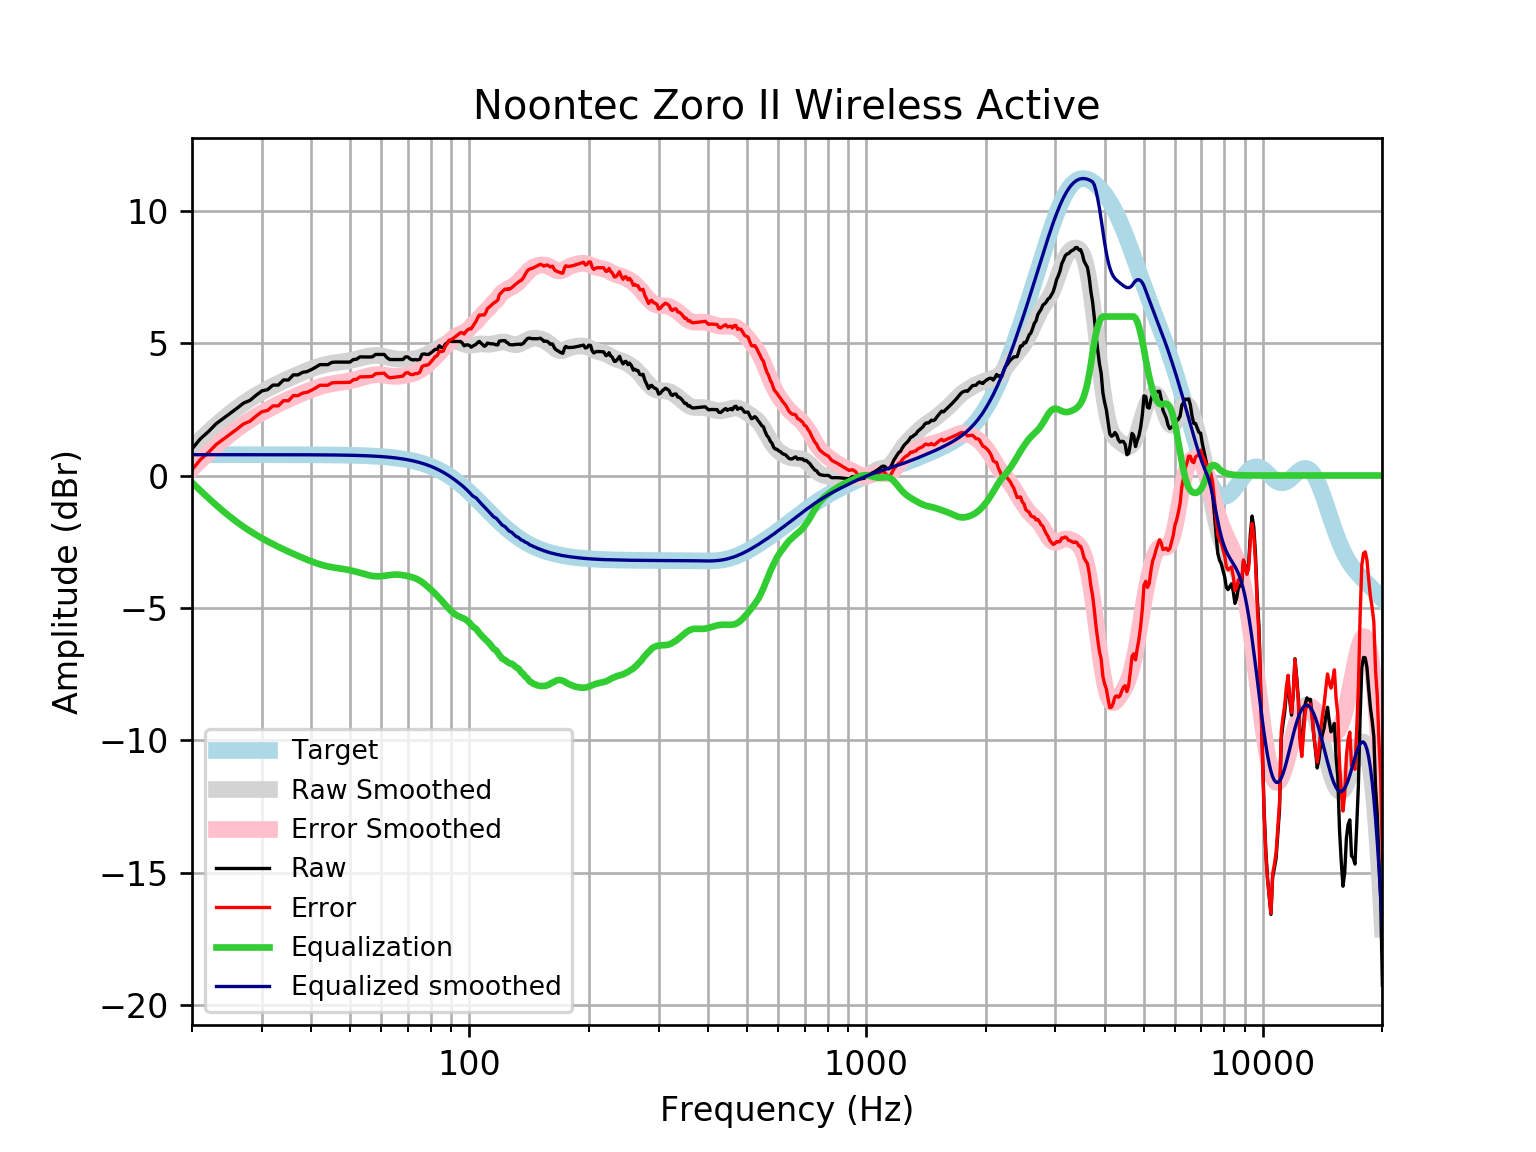 Noontec Zoro II Wireless Active
Amplitude (dBr)
10
5
0
−5
−10
−15
−20
Target
Raw Smoothed
Error Smoothed
Raw
Error
Equalization
Equalized smoothed
100 1000 10000
Frequency (Hz)